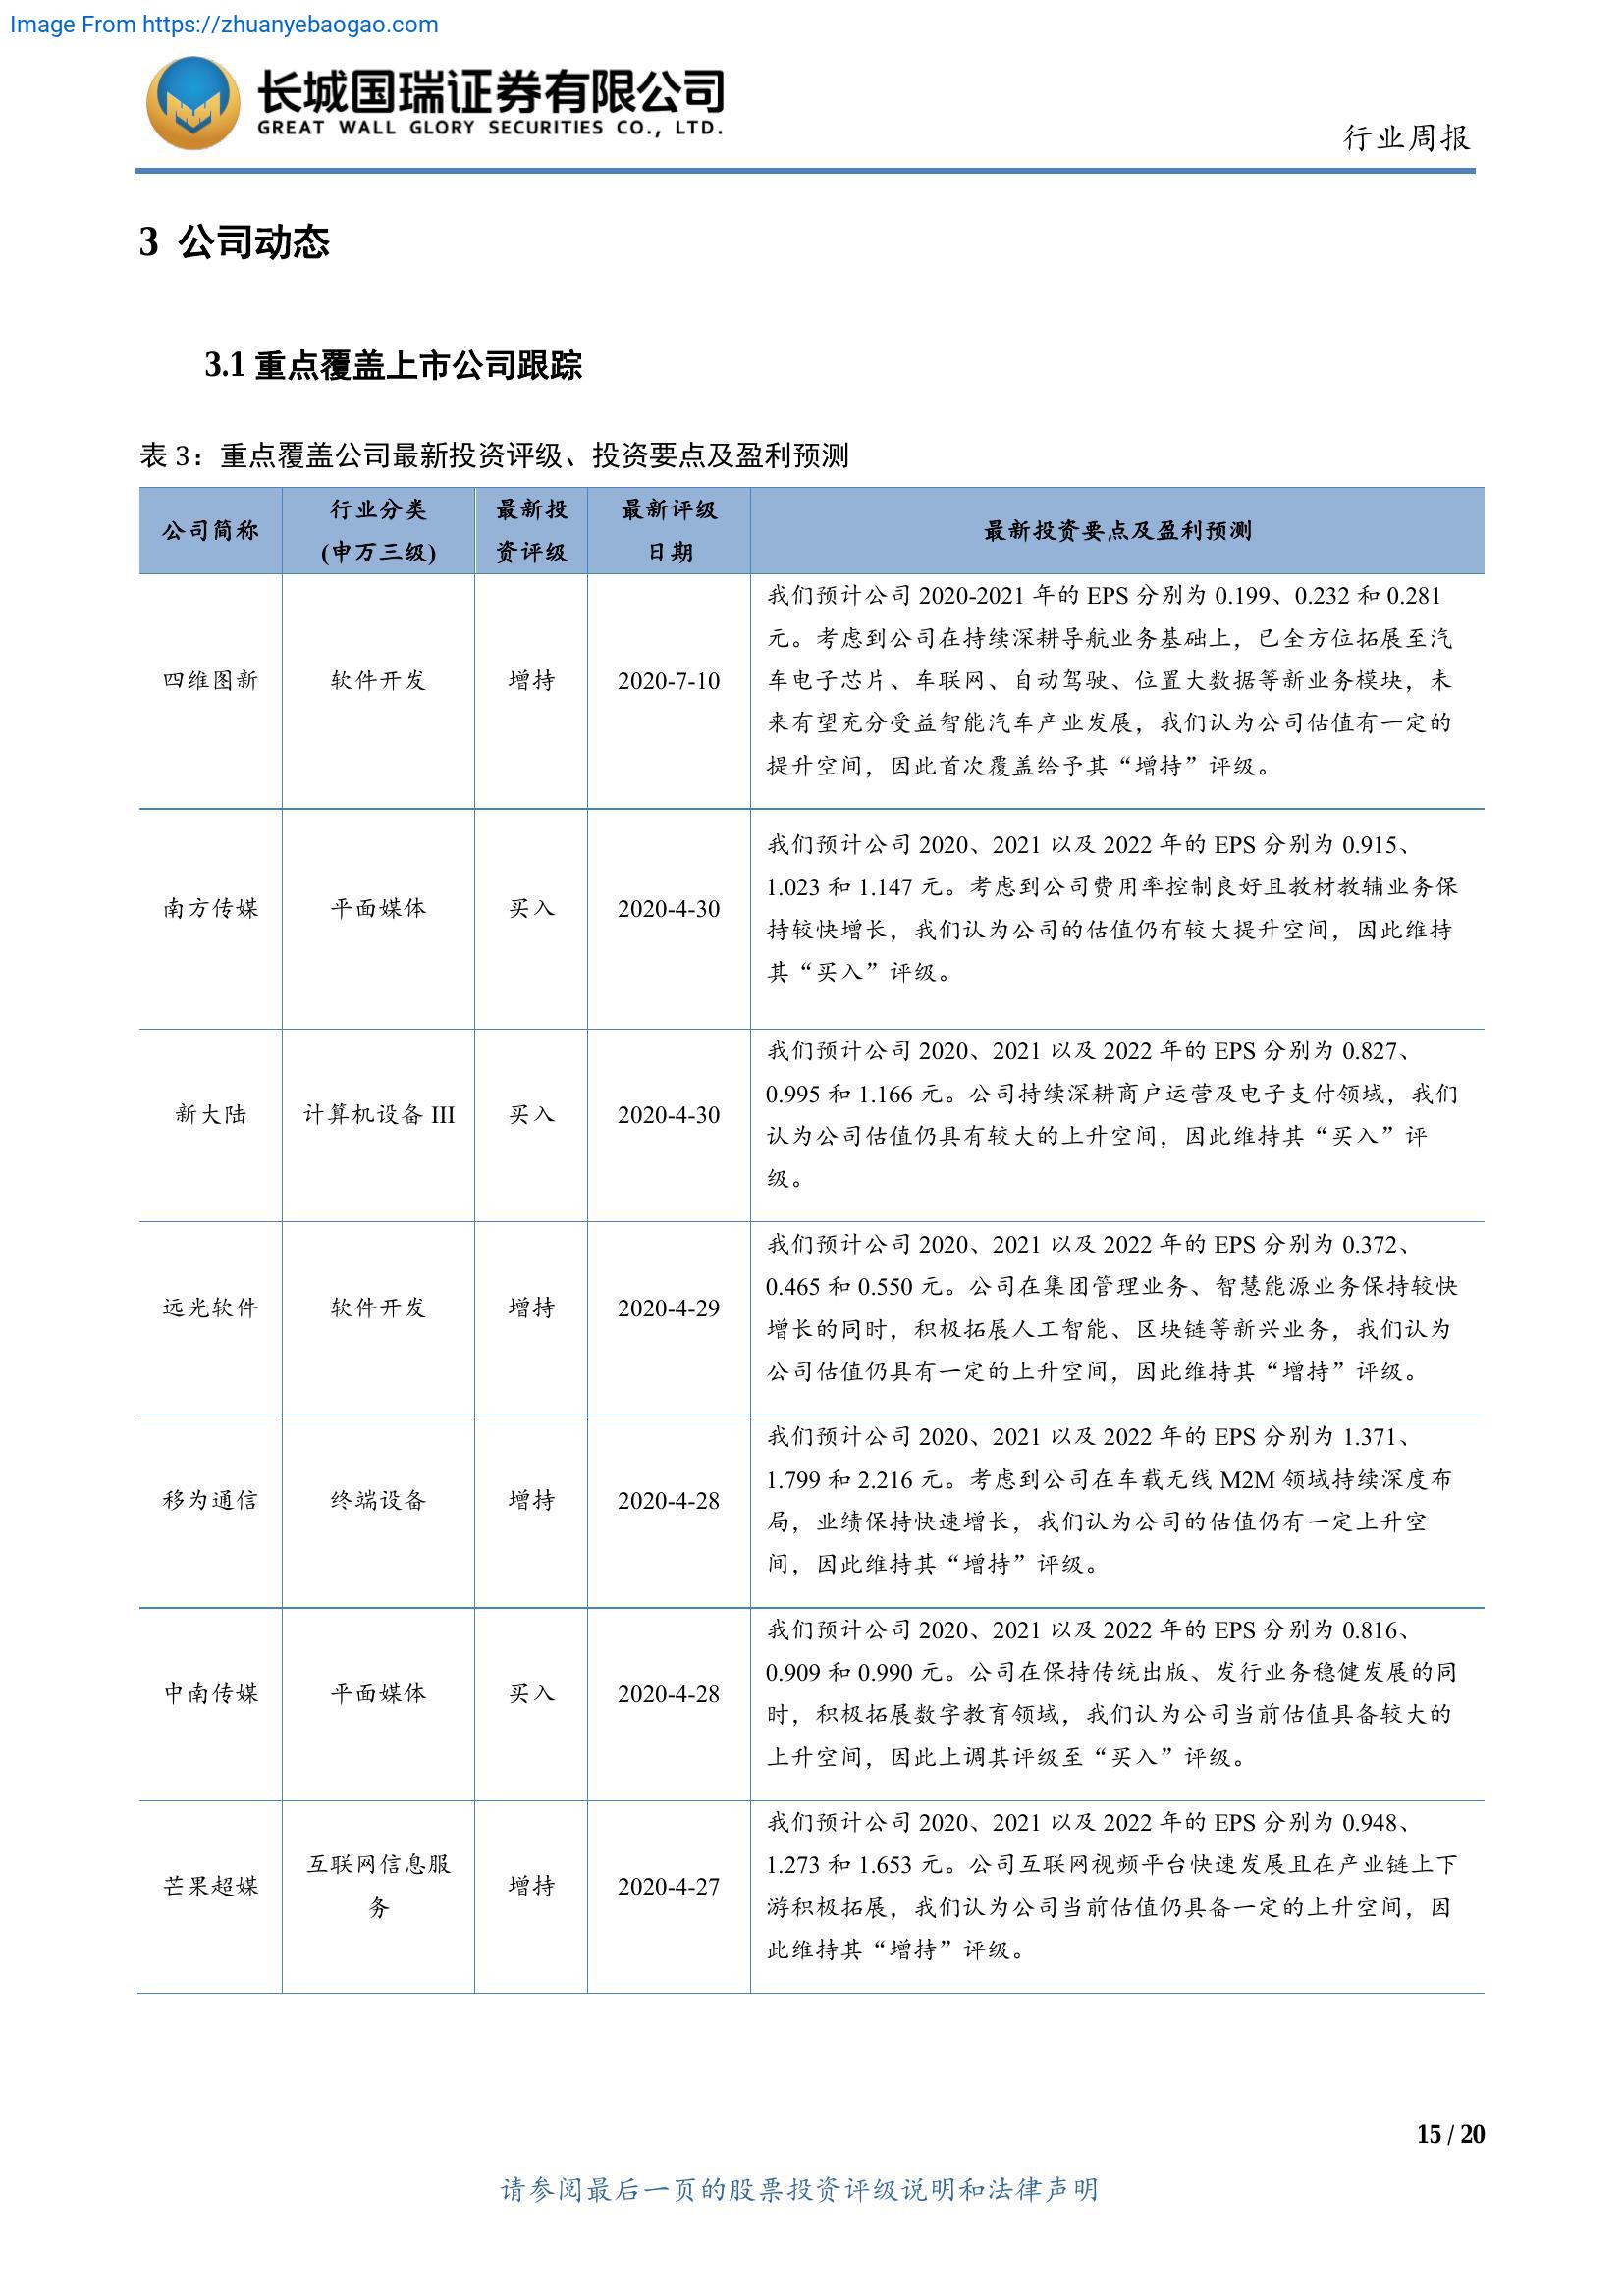 Image From https://zhuanyebaogao.com
长城国瑞证券有限公司
GREAT WALL GLORY SECURITIES CO., LTD.
行业周报
3 公司动态
3.1 重点覆盖上市公司跟踪
表 3：重点覆盖公司最新投资评级、投资要点及盈利预测
公司简称
行业分类
(申万三级)
最新投
资评级
最新评级
日期
最新投资要点及盈利预测
四维图新
软件开发
增持
2020-7-10
我们预计公司 2020-2021 年的 EPS 分别为 0.199、0.232 和 0.281
元。考虑到公司在持续深耕导航业务基础上，已全方位拓展至汽
车电子芯片、车联网、自动驾驶、位置大数据等新业务模块，未
来有望充分受益智能汽车产业发展，我们认为公司估值有一定的
提升空间，因此首次覆盖给予其“增持”评级。
南方传媒
平面媒体
买入
2020-4-30
我们预计公司 2020、2021 以及 2022 年的 EPS 分别为 0.915、
1.023 和 1.147 元。考虑到公司费用率控制良好且教材教辅业务保
持较快增长，我们认为公司的估值仍有较大提升空间，因此维持
其“买入”评级。
新大陆
计算机设备 III
买入
2020-4-30
我们预计公司 2020、2021 以及 2022 年的 EPS 分别为 0.827、
0.995 和 1.166 元。公司持续深耕商户运营及电子支付领域，我们
认为公司估值仍具有较大的上升空间，因此维持其“买入”评
级。
远光软件
软件开发
增持
2020-4-29
我们预计公司 2020、2021 以及 2022 年的 EPS 分别为 0.372、
0.465 和 0.550 元。公司在集团管理业务、智慧能源业务保持较快
增长的同时，积极拓展人工智能、区块链等新兴业务，我们认为
公司估值仍具有一定的上升空间，因此维持其“增持”评级。
移为通信
终端设备
增持
2020-4-28
我们预计公司 2020、2021 以及 2022 年的 EPS 分别为 1.371、
1.799 和 2.216 元。考虑到公司在车载无线 M2M 领域持续深度布
局，业绩保持快速增长，我们认为公司的估值仍有一定上升空
间，因此维持其“增持”评级。
中南传媒
平面媒体
买入
2020-4-28
我们预计公司 2020、2021 以及 2022 年的 EPS 分别为 0.816、
0.909 和 0.990 元。公司在保持传统出版、发行业务稳健发展的同
时，积极拓展数字教育领域，我们认为公司当前估值具备较大的
上升空间，因此上调其评级至“买入”评级。
芒果超媒
互联网信息服
务
增持
2020-4-27
我们预计公司 2020、2021 以及 2022 年的 EPS 分别为 0.948、
1.273 和 1.653 元。公司互联网视频平台快速发展且在产业链上下
游积极拓展，我们认为公司当前估值仍具备一定的上升空间，因
此维持其“增持”评级。
15 / 20
请参阅最后一页的股票投资评级说明和法律声明